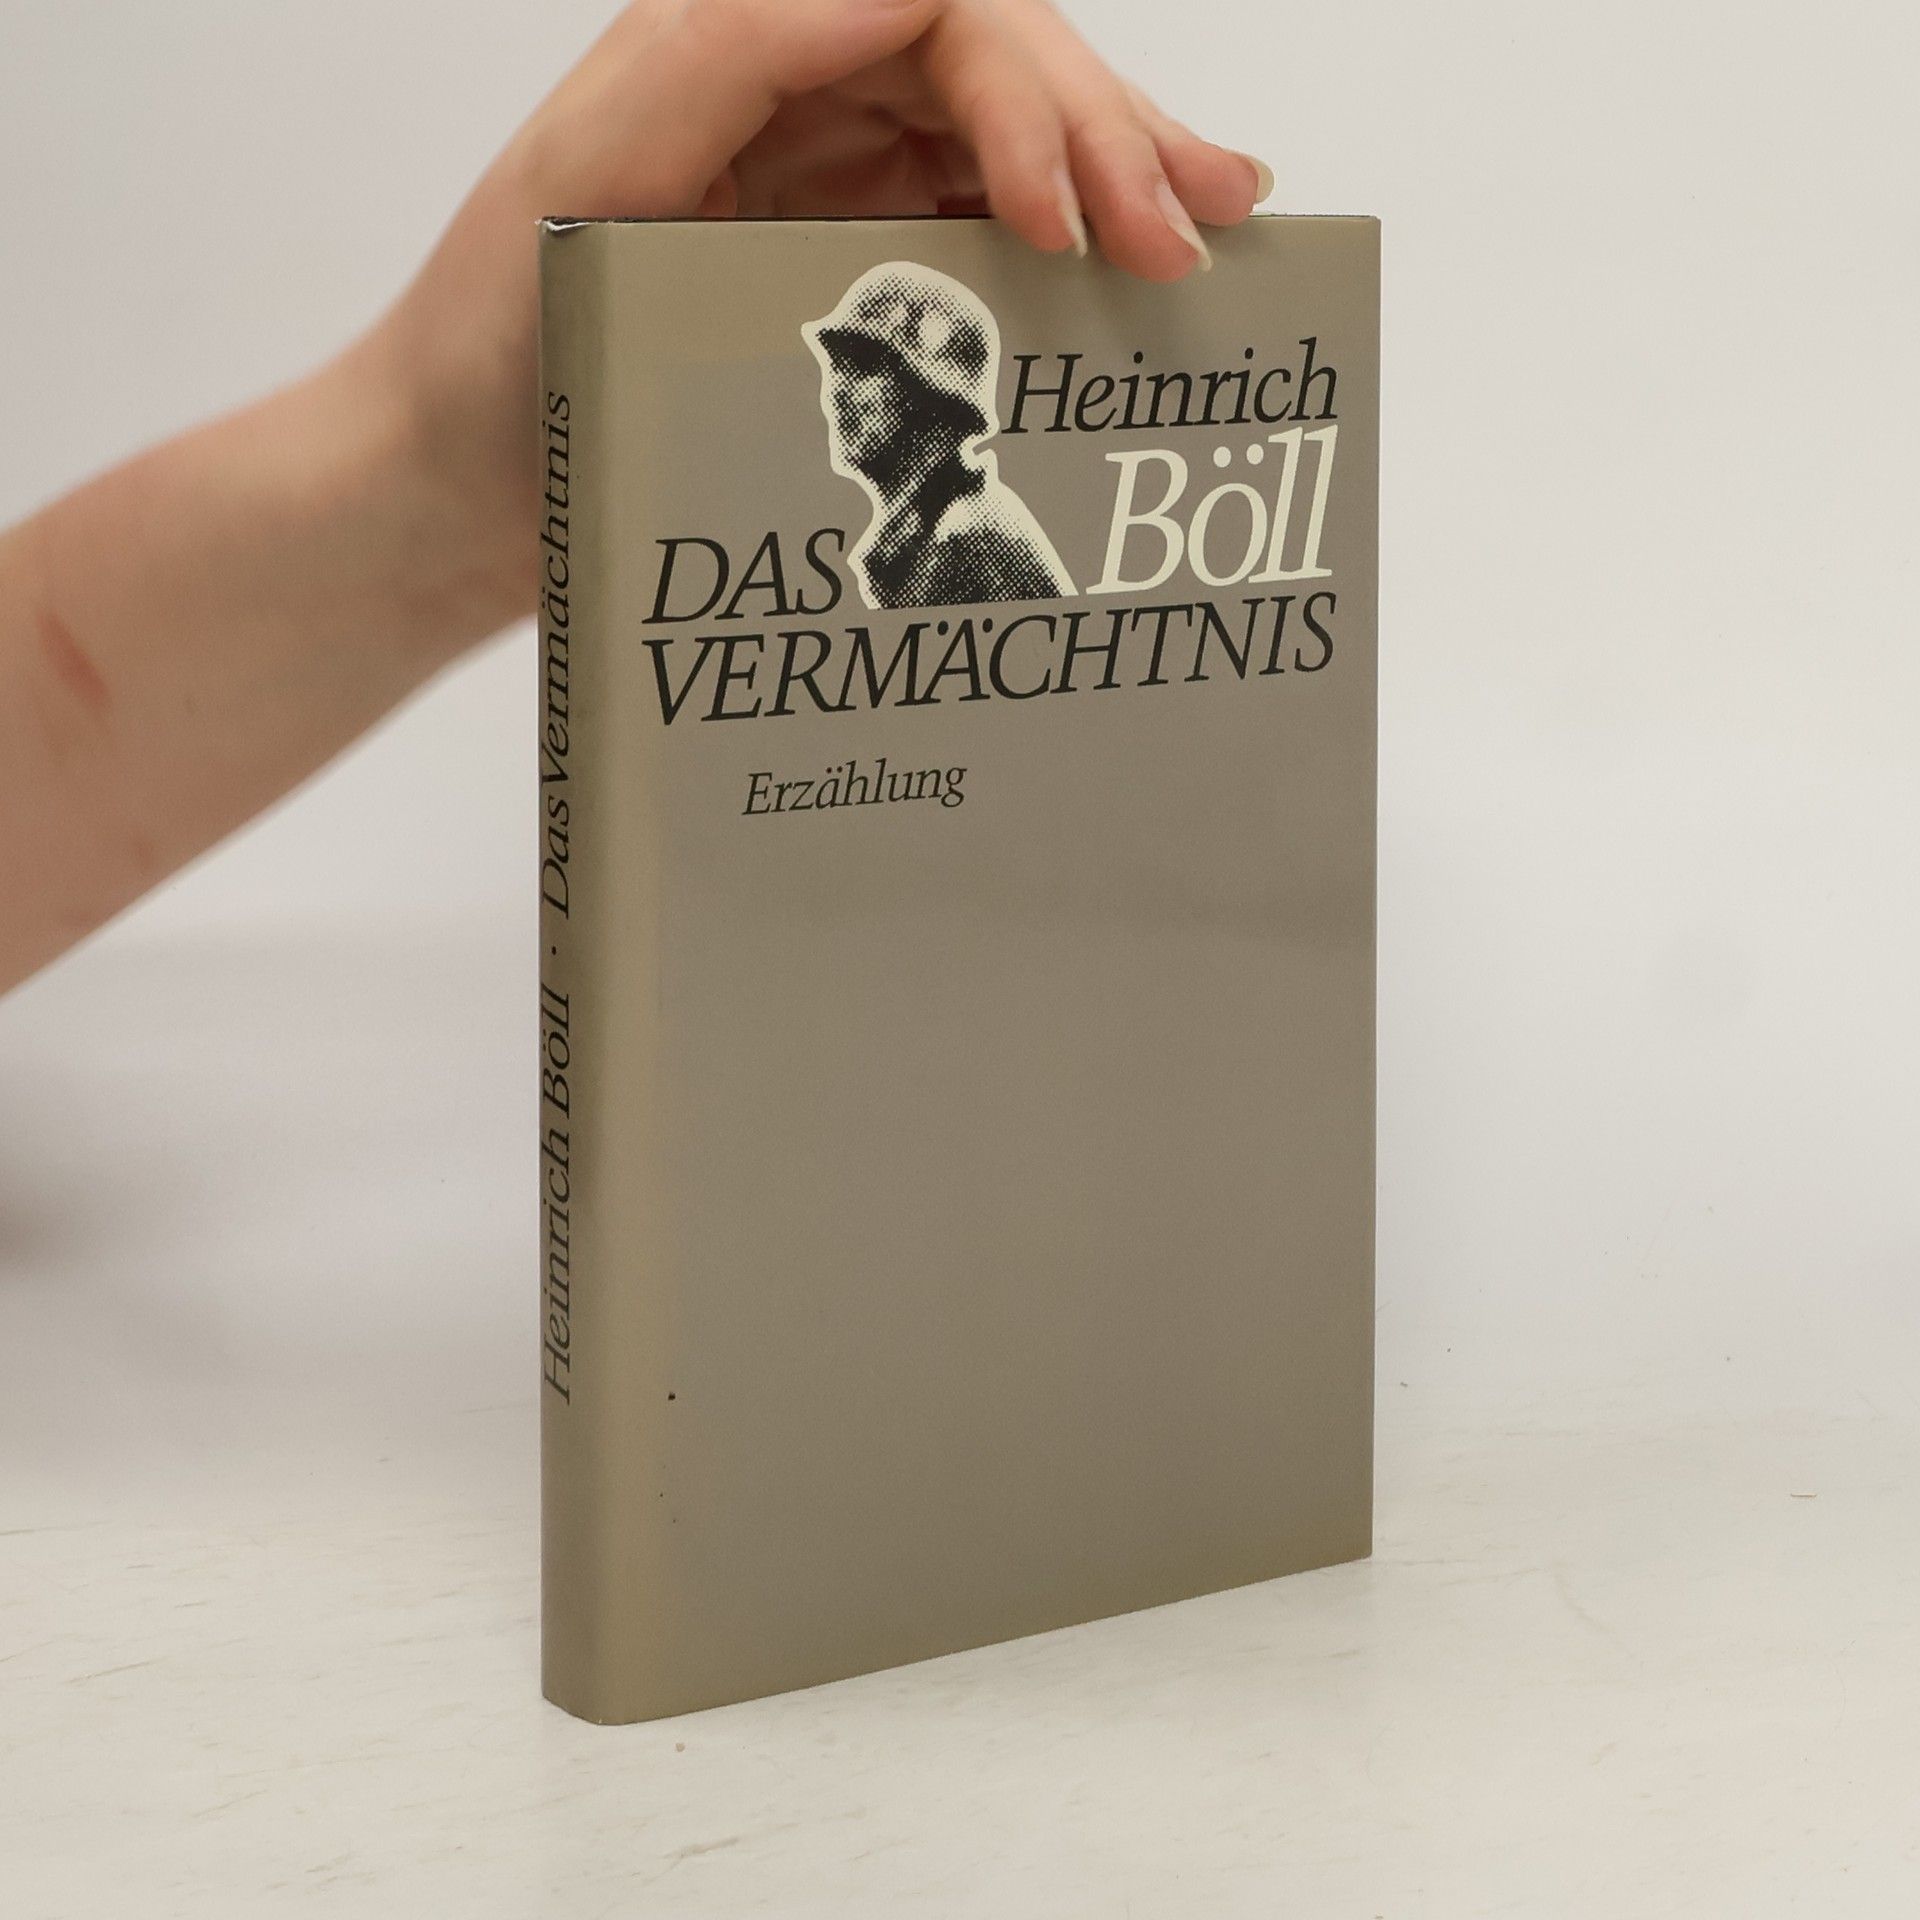 Heinrich
Böll
DAS
VERMÄCHTNIS
Erzählung
Heinrich Böll · Das Vermächtnis